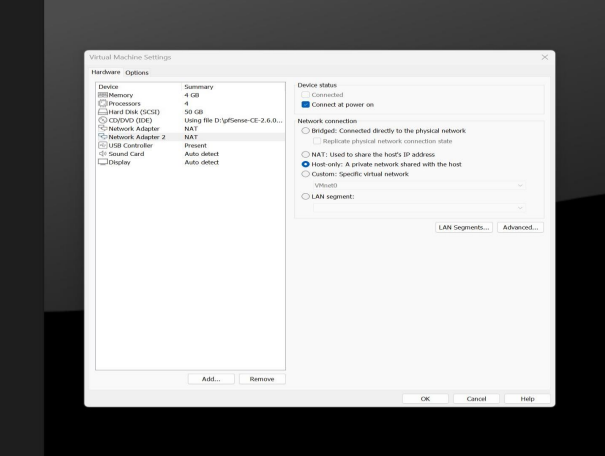 Virtual Machine Settings
Hardware Options
Device Summary
Memory 4 GB
Processors 4
Hard Disk (SCSI) 50 GB
CD/DVD (IDE) Using file D:\pfSense-CE-2.6.0...
Network Adapter NAT
Network Adapter 2 NAT
USB Controller Present
Sound Card Auto detect
Display Auto detect
Add... Remove
Device status
Connected
Connect at power on
Network connection
Bridged: Connected directly to the physical network
Replicate physical network connection state
NAT: Used to share the host's IP address
Host-only: A private network shared with the host
Custom: Specific virtual network
VMnet0
LAN segment:
LAN Segments... Advanced...
OK Cancel Help